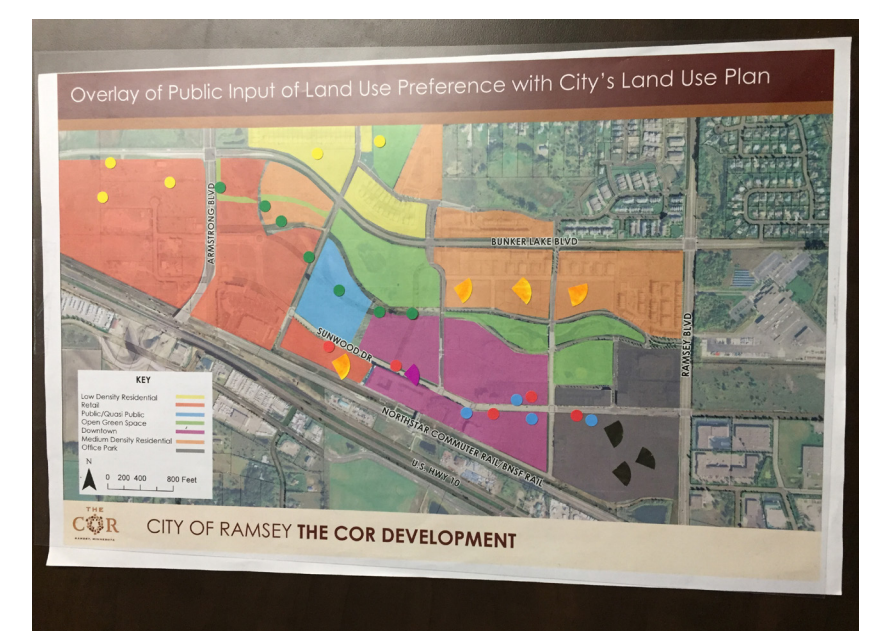 Overlay of Public Input of Land Use Preference with City's Land Use Plan
ARMSTRONG BLVD
BUNKER LAKE BLVD
RAMSEY BLVD
SUNWOOD DR
NORTHSTAR COMMUTER RAIL/BNSF RAIL
U.S. HWY 10
KEY
Low Density Residential
Retail
Public/Quasi Public
Open Green Space
Downtown
Medium Density Residential
Office Park
N
0 200 400 800 Feet
THE
COR
RAMSEY, MINNESOTA
CITY OF RAMSEY THE COR DEVELOPMENT